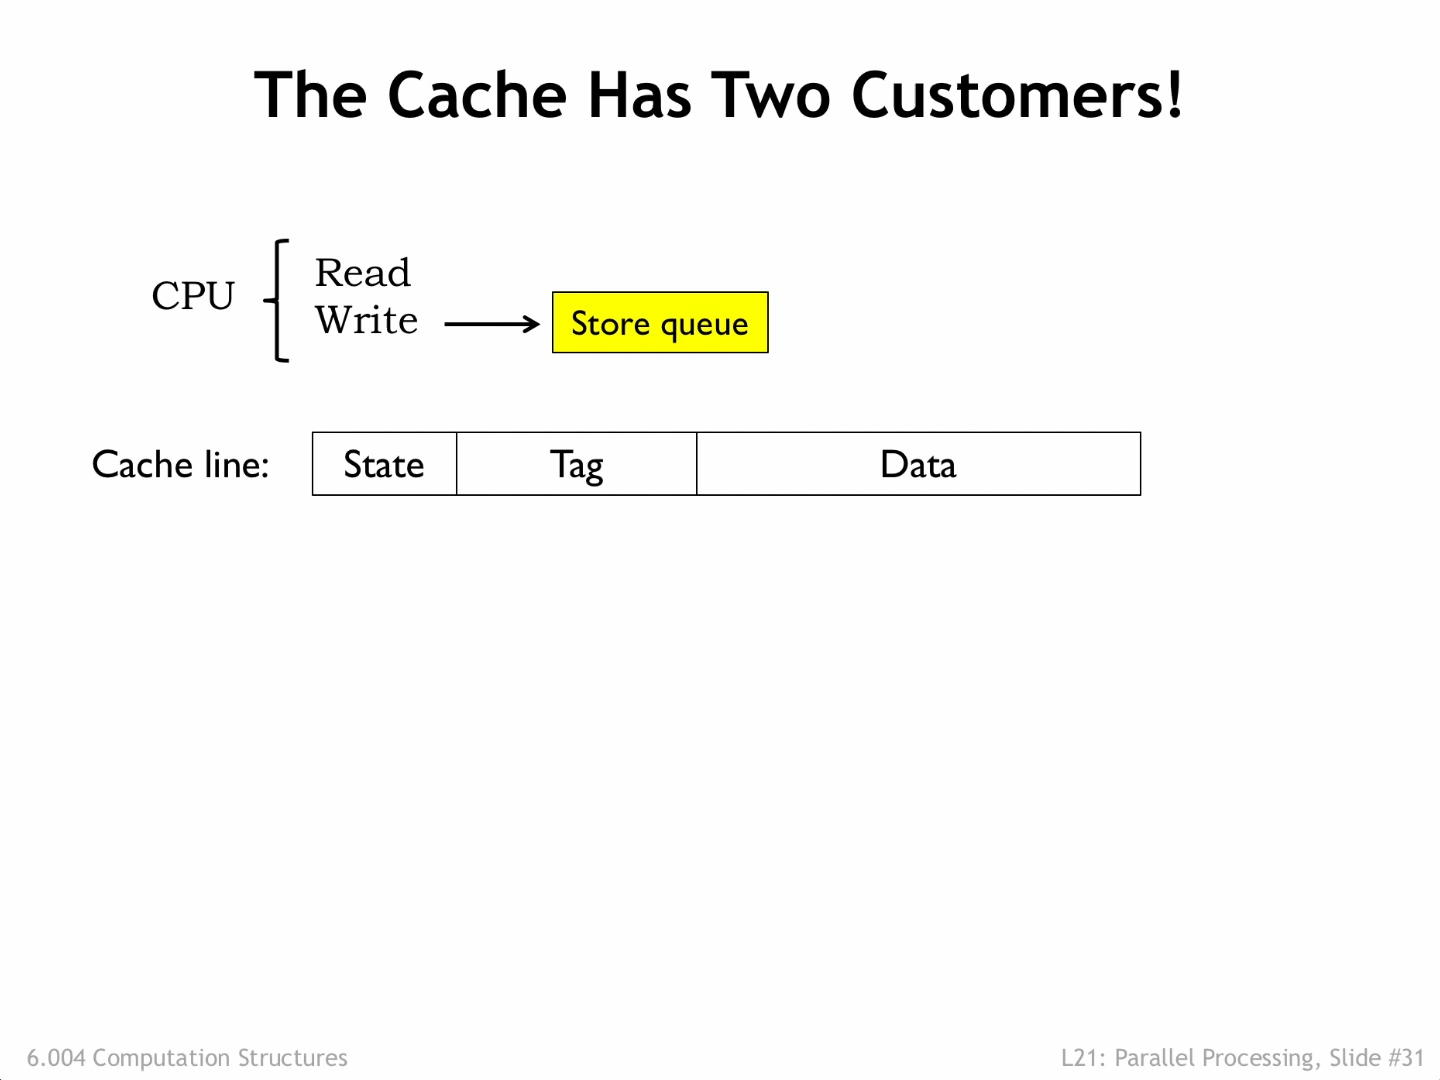 The Cache Has Two Customers!
CPU
Read
Write
Store queue
Cache line:
State
Tag
Data
6.004 Computation Structures
L21: Parallel Processing, Slide #31